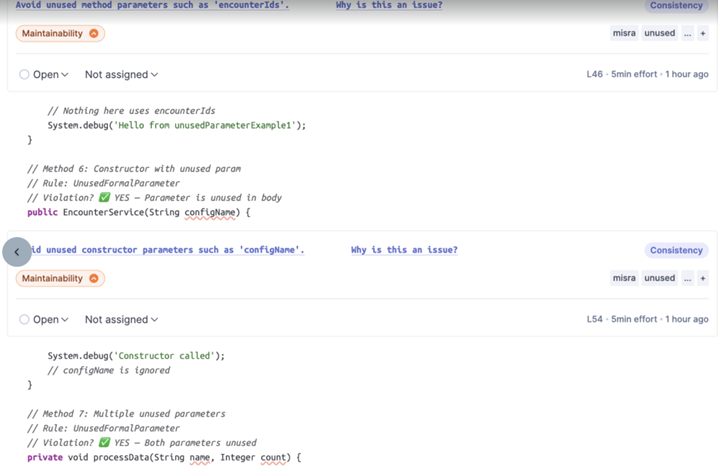 Avoid unused method parameters such as 'encounterIds'. Why is this an issue? Consistency
Maintainability misra unused ... +
Open Not assigned L46 · 5min effort · 1 hour ago
// Nothing here uses encounterIds
System.debug('Hello from unusedParameterExample1');
}
// Method 6: Constructor with unused param
// Rule: UnusedFormalParameter
// Violation? ✅ YES — Parameter is unused in body
public EncounterService(String configName) {
id unused constructor parameters such as 'configName'. Why is this an issue? Consistency
Maintainability misra unused ... +
Open Not assigned L54 · 5min effort · 1 hour ago
System.debug('Constructor called');
// configName is ignored
}
// Method 7: Multiple unused parameters
// Rule: UnusedFormalParameter
// Violation? ✅ YES — Both parameters unused
private void processData(String name, Integer count) {